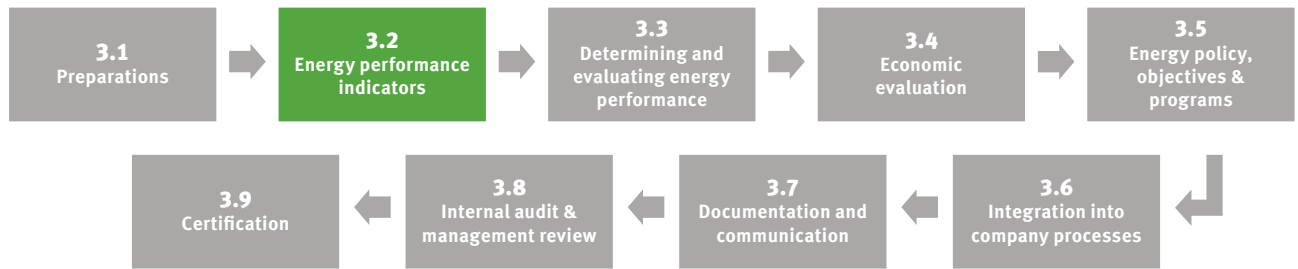 3.1
Preparations
3.2
Energy performance
indicators
3.3
Determining and
evaluating energy
performance
3.4
Economic
evaluation
3.5
Energy policy,
objectives &
programs
3.6
Integration into
company processes
3.7
Documentation and
communication
3.8
Internal audit &
management review
3.9
Certification